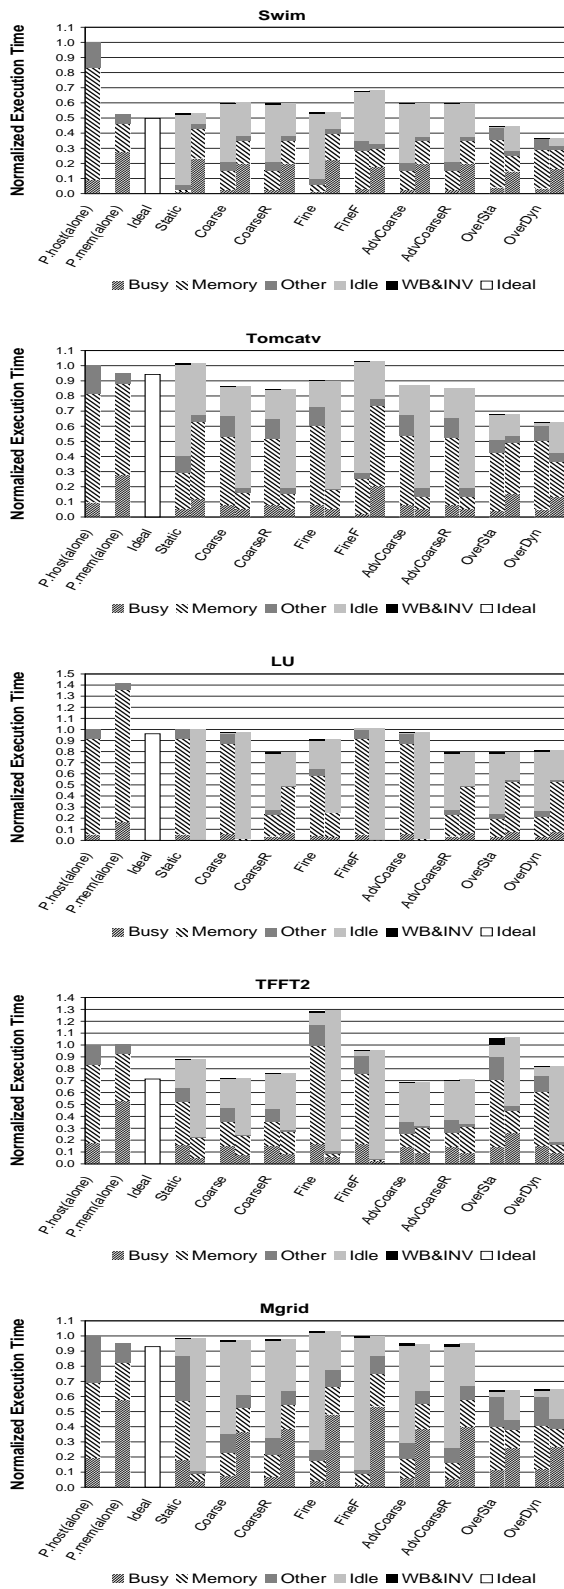 Swim
Normalized Execution Time
1.1
1.0
0.9
0.8
0.7
0.6
0.5
0.4
0.3
0.2
0.1
0.0
P.host(alone)
P.mem(alone)
Ideal
Static
Coarse
CoarseR
Fine
FineF
AdvCoarse
AdvCoarseR
OverSta
OverDyn
Busy Memory Other Idle WB&INV Ideal
Tomcatv
Normalized Execution Time
1.1
1.0
0.9
0.8
0.7
0.6
0.5
0.4
0.3
0.2
0.1
0.0
P.host(alone)
P.mem(alone)
Ideal
Static
Coarse
CoarseR
Fine
FineF
AdvCoarse
AdvCoarseR
OverSta
OverDyn
Busy Memory Other Idle WB&INV Ideal
LU
Normalized Execution Time
1.5
1.4
1.3
1.2
1.1
1.0
0.9
0.8
0.7
0.6
0.5
0.4
0.3
0.2
0.1
0.0
P.host(alone)
P.mem(alone)
Ideal
Static
Coarse
CoarseR
Fine
FineF
AdvCoarse
AdvCoarseR
OverSta
OverDyn
Busy Memory Other Idle WB&INV Ideal
TFFT2
Normalized Execution Time
1.4
1.3
1.2
1.1
1.0
0.9
0.8
0.7
0.6
0.5
0.4
0.3
0.2
0.1
0.0
P.host(alone)
P.mem(alone)
Ideal
Static
Coarse
CoarseR
Fine
FineF
AdvCoarse
AdvCoarseR
OverSta
OverDyn
Busy Memory Other Idle WB&INV Ideal
Mgrid
Normalized Execution Time
1.1
1.0
0.9
0.8
0.7
0.6
0.5
0.4
0.3
0.2
0.1
0.0
P.host(alone)
P.mem(alone)
Ideal
Static
Coarse
CoarseR
Fine
FineF
AdvCoarse
AdvCoarseR
OverSta
OverDyn
Busy Memory Other Idle WB&INV Ideal